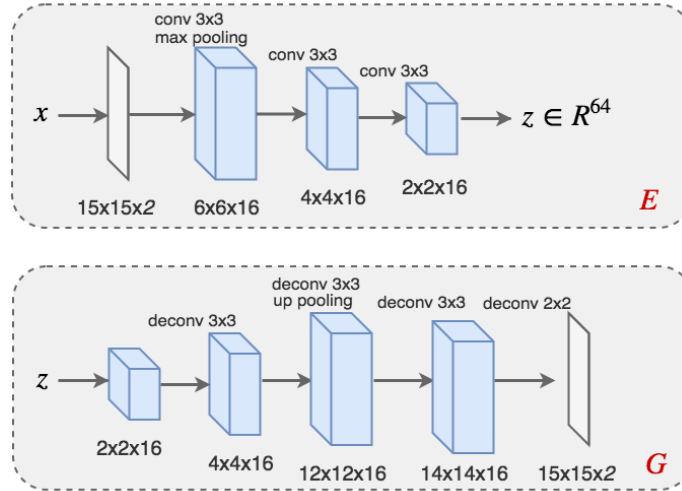 conv 3x3
max pooling
conv 3x3
conv 3x3
x
z ∈ R^64
15x15x2
6x6x16
4x4x16
2x2x16
E
deconv 3x3
up pooling
deconv 3x3
deconv 3x3
deconv 2x2
z
2x2x16
4x4x16
12x12x16
14x14x16
15x15x2
G